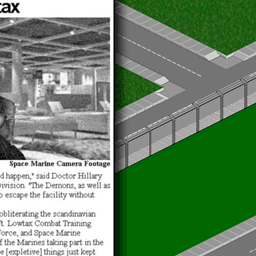 tax
Space Marine Camera Footage
d happen," said Doctor Hillary
Division. "The Demons, as well as
o escape the facility without
obliterating the scandinavian
t. Lowtax Combat Training
Force, and Space Marine
f the Marines taking part in the
e [expletive] things just kept